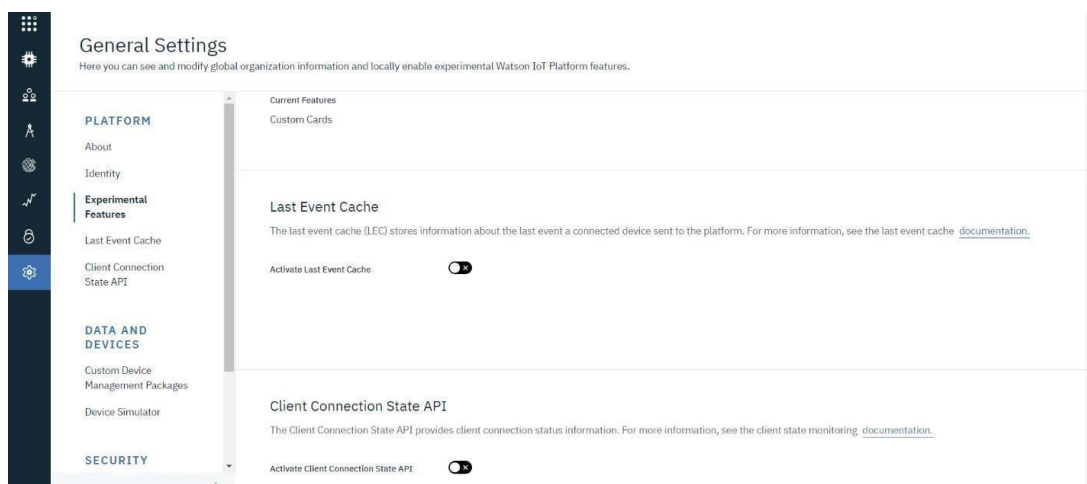 General Settings
Here you can see and modify global organization information and locally enable experimental Watson IoT Platform features.
PLATFORM
About
Identity
Experimental
Features
Last Event Cache
Client Connection
State API
DATA AND
DEVICES
Custom Device
Management Packages
Device Simulator
SECURITY
Current Features
Custom Cards
Last Event Cache
The last event cache (LEC) stores information about the last event a connected device sent to the platform. For more information, see the last event cache documentation.
Activate Last Event Cache
Client Connection State API
The Client Connection State API provides client connection status information. For more information, see the client state monitoring documentation.
Activate Client Connection State API